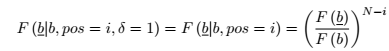 F (b̲|b, pos = i, δ = 1) = F (b̲|b, pos = i) = (F (b̲) / F (b))^{N−i}